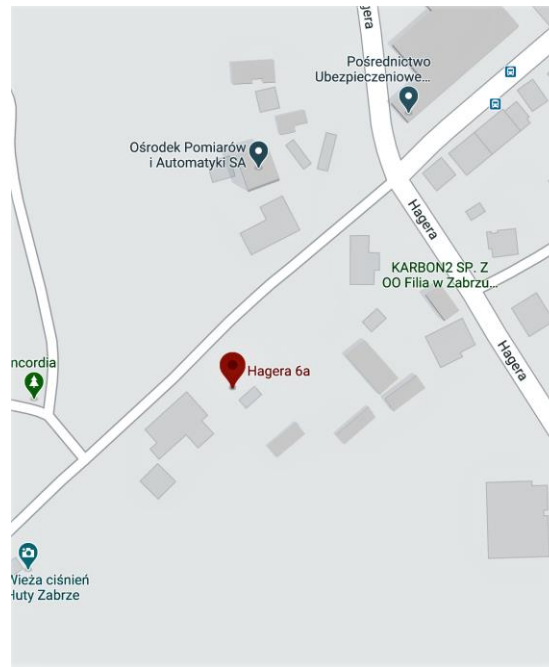 Hagera
Pośrednictwo
Ubezpieczeniowe...
Ośrodek Pomiarów
i Automatyki SA
Hagera
KARBON2 SP. Z
OO Filia w Zabrzu...
Hagera
ncordia
Hagera 6a
Wieża ciśnień
Huty Zabrze